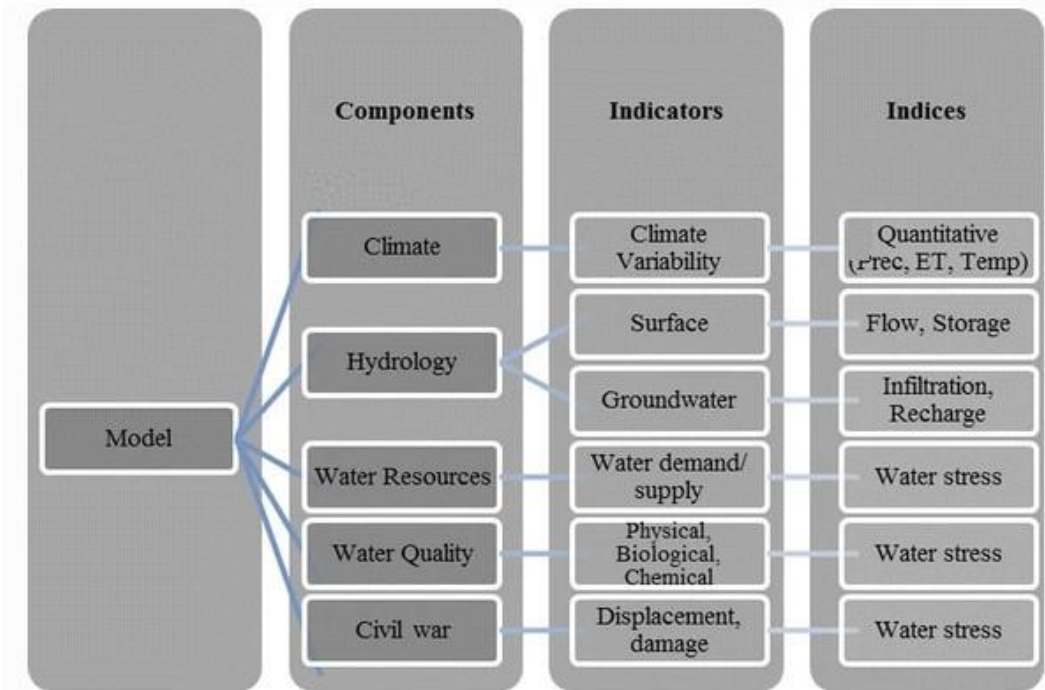 Components
Indicators
Indices
Model
Climate
Climate
Variability
Quantitative
(Prec, ET, Temp)
Hydrology
Surface
Flow, Storage
Groundwater
Infiltration,
Recharge
Water Resources
Water demand/
supply
Water stress
Water Quality
Physical,
Biological,
Chemical
Water stress
Civil war
Displacement,
damage
Water stress